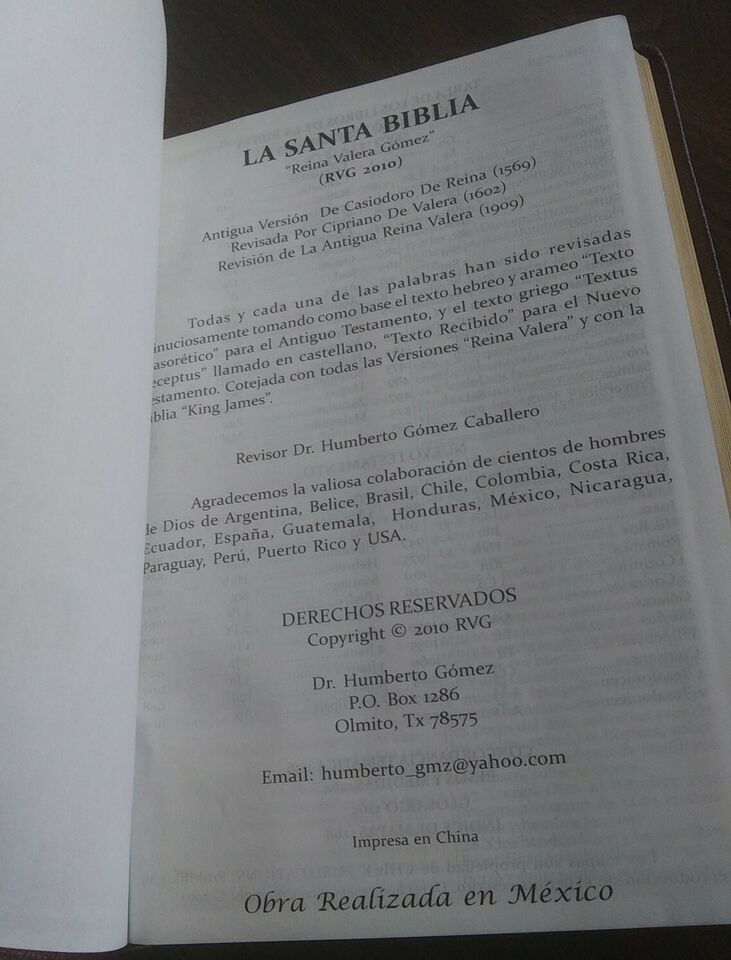 LA SANTA BIBLIA
"Reina Valera Gómez"
(RVG 2010)
Antigua Versión De Casiodoro De Reina (1569)
Revisada Por Cipriano De Valera (1602)
Revisión de La Antigua Reina Valera (1909)
Todas y cada una de las palabras han sido revisadas
inuciosamente tomando como base el texto hebreo y arameo "Texto
asorético" para el Antiguo Testamento, y el texto griego "Textus
eceptus" llamado en castellano, "Texto Recibido" para el Nuevo
estamento. Cotejada con todas las Versiones "Reina Valera" y con la
iblia "King James".
Revisor Dr. Humberto Gómez Caballero
Agradecemos la valiosa colaboración de cientos de hombres
de Dios de Argentina, Belice, Brasil, Chile, Colombia, Costa Rica,
Ecuador, España, Guatemala, Honduras, México, Nicaragua,
Paraguay, Perú, Puerto Rico y USA.
DERECHOS RESERVADOS
Copyright © 2010 RVG
Dr. Humberto Gómez
P.O. Box 1286
Olmito, Tx 78575
Email: humberto_gmz@yahoo.com
Impresa en China
Obra Realizada en México